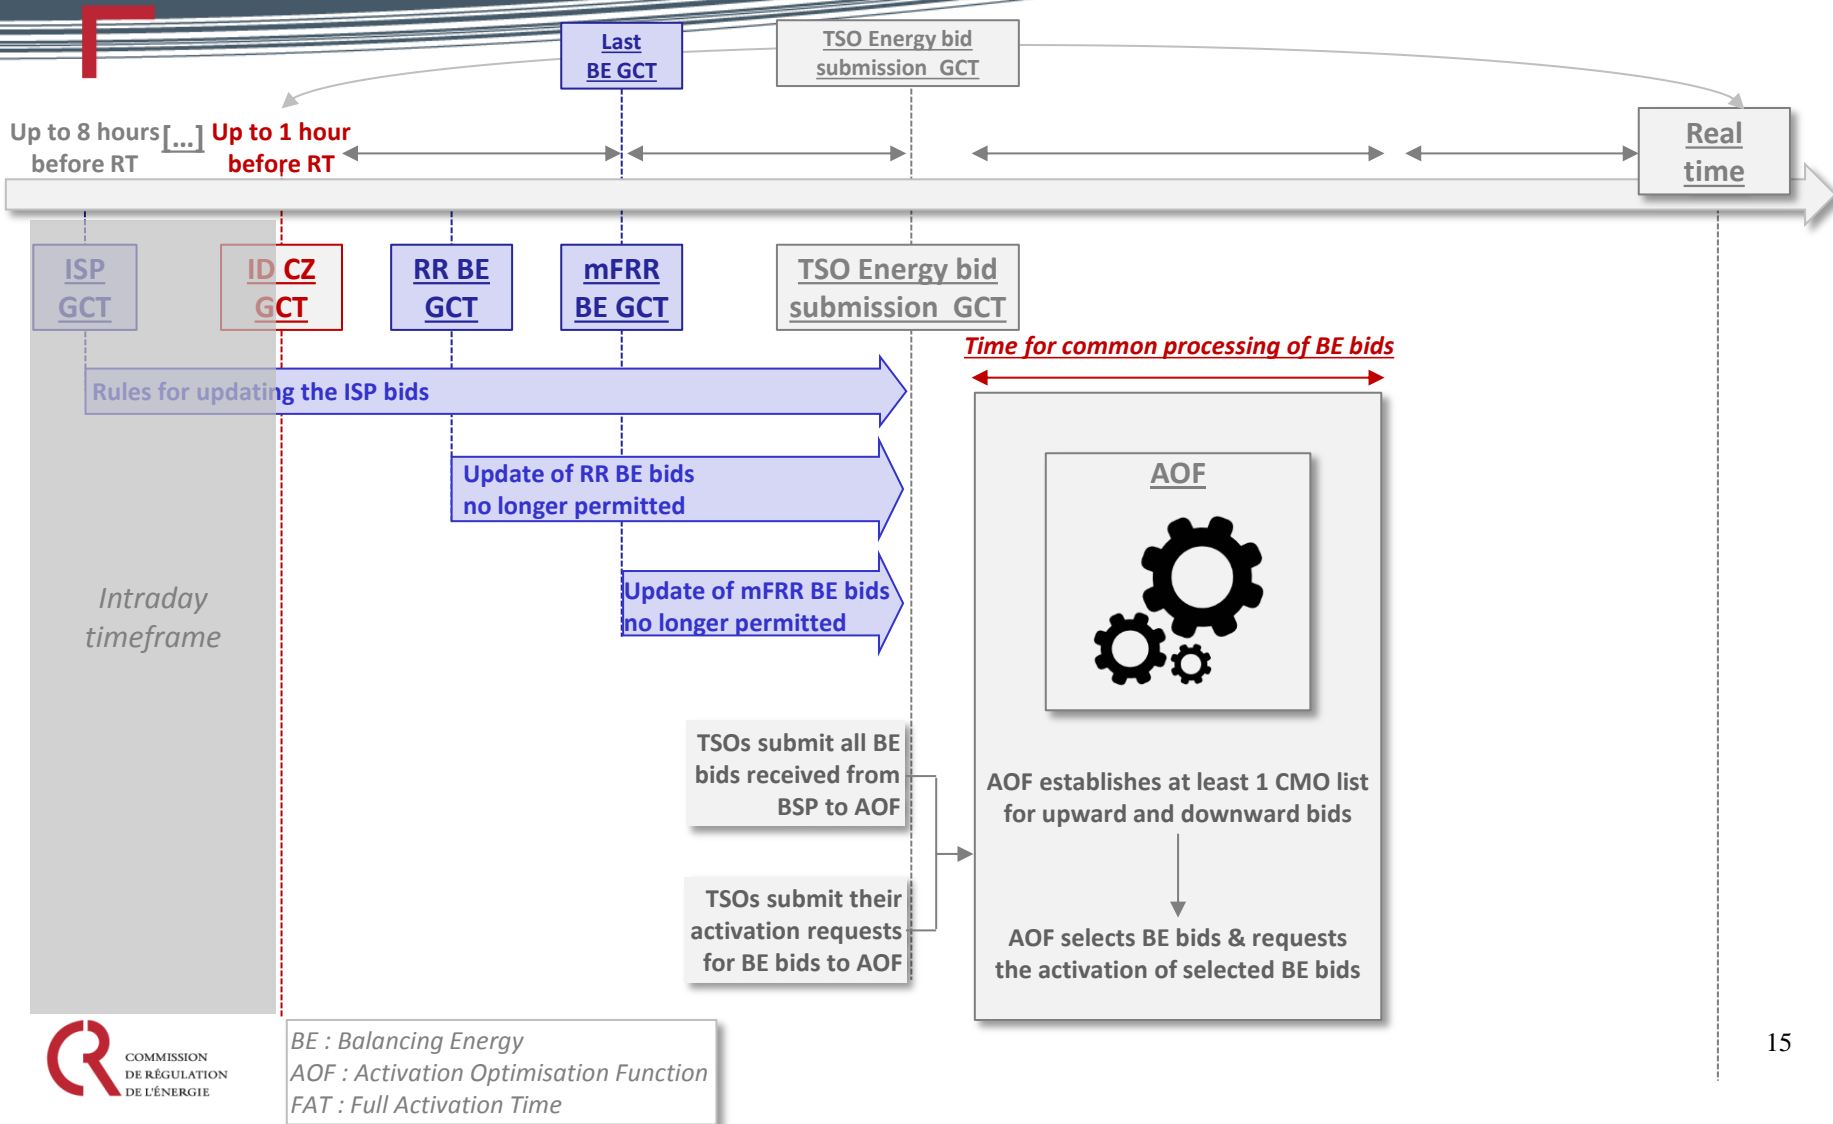 Last
BE GCT
TSO Energy bid
submission GCT
Up to 8 hours
before RT
[...]
Up to 1 hour
before RT
Real
time
ISP
GCT
ID CZ
GCT
RR BE
GCT
mFRR
BE GCT
TSO Energy bid
submission GCT
Time for common processing of BE bids
Rules for updating the ISP bids
Update of RR BE bids
no longer permitted
Update of mFRR BE bids
no longer permitted
Intraday
timeframe
AOF
TSOs submit all BE
bids received from
BSP to AOF
TSOs submit their
activation requests
for BE bids to AOF
AOF establishes at least 1 CMO list
for upward and downward bids
AOF selects BE bids & requests
the activation of selected BE bids
COMMISSION
DE RÉGULATION
DE L'ÉNERGIE
BE : Balancing Energy
AOF : Activation Optimisation Function
FAT : Full Activation Time
15